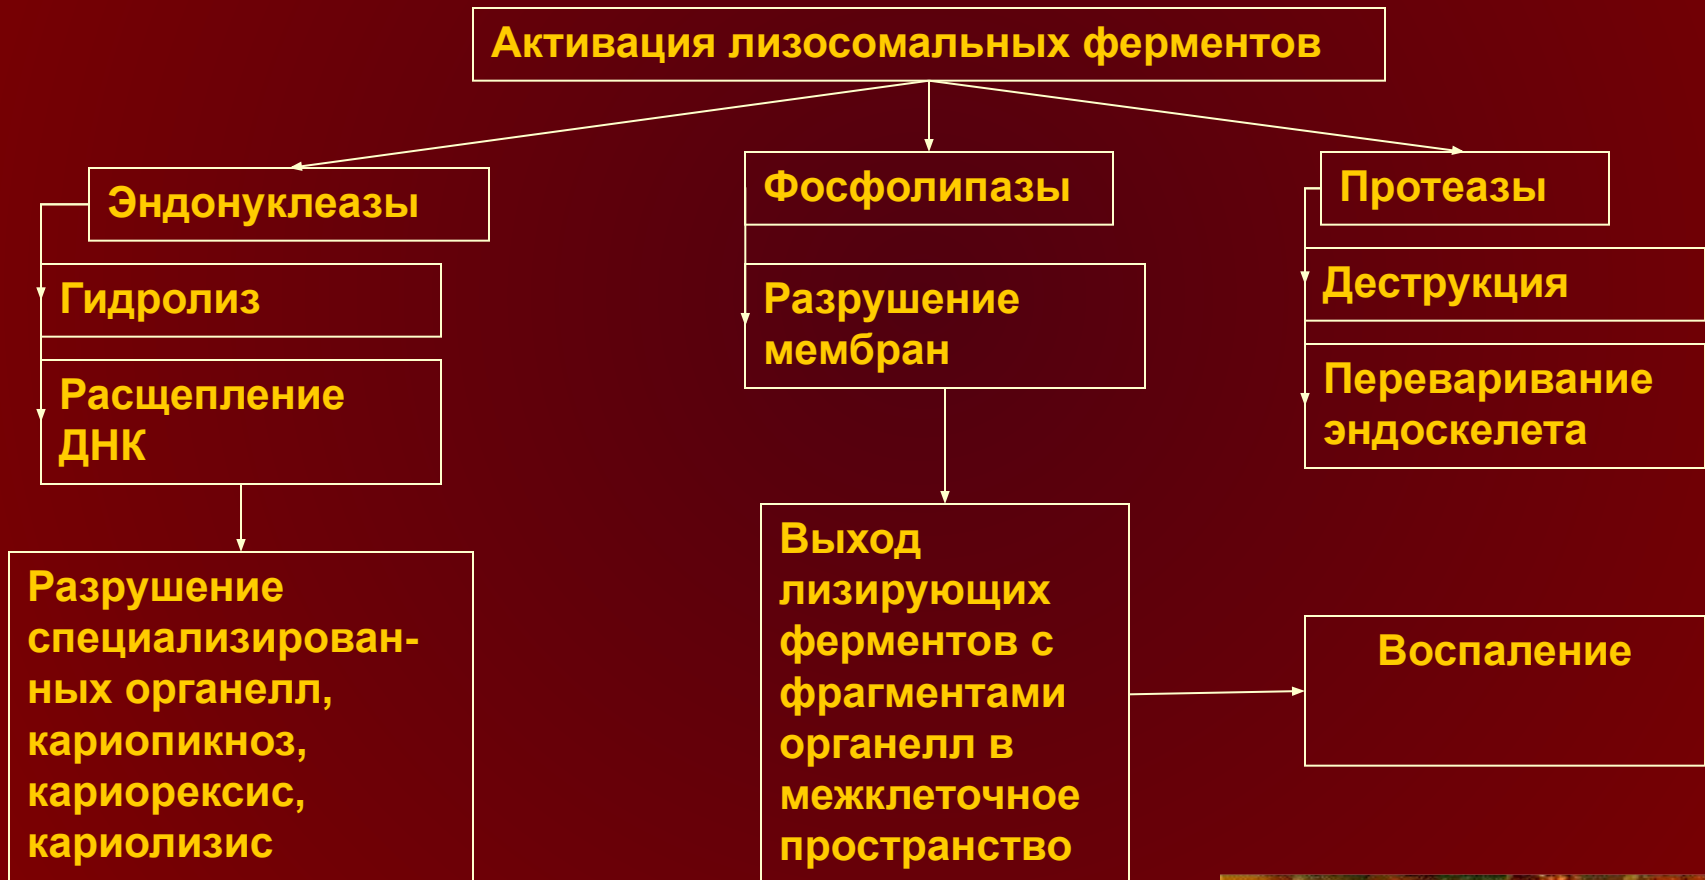 Активация лизосомальных ферментов
Эндонуклеазы
Гидролиз
Расщепление
ДНК
Разрушение
специализирован-
ных органелл,
кариопикноз,
кариорексис,
кариолизис
Фосфолипазы
Разрушение
мембран
Выход
лизирующих
ферментов с
фрагментами
органелл в
межклеточное
пространство
Протеазы
Деструкция
Переваривание
эндоскелета
Воспаление